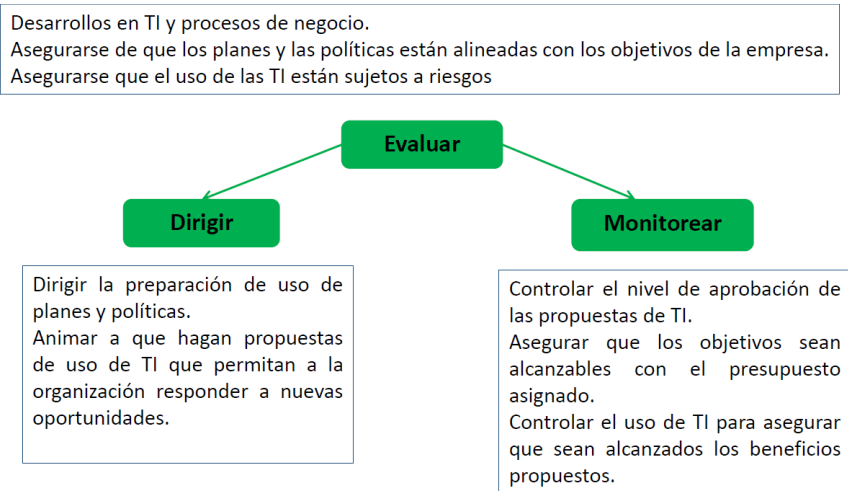 Desarrollos en TI y procesos de negocio.
Asegurarse de que los planes y las políticas están alineadas con los objetivos de la empresa.
Asegurarse que el uso de las TI están sujetos a riesgos
Evaluar
Dirigir
Monitorear
Dirigir la preparación de uso de
planes y políticas.
Animar a que hagan propuestas
de uso de TI que permitan a la
organización responder a nuevas
oportunidades.
Controlar el nivel de aprobación de
las propuestas de TI.
Asegurar que los objetivos sean
alcanzables con el presupuesto
asignado.
Controlar el uso de TI para asegurar
que sean alcanzados los beneficios
propuestos.